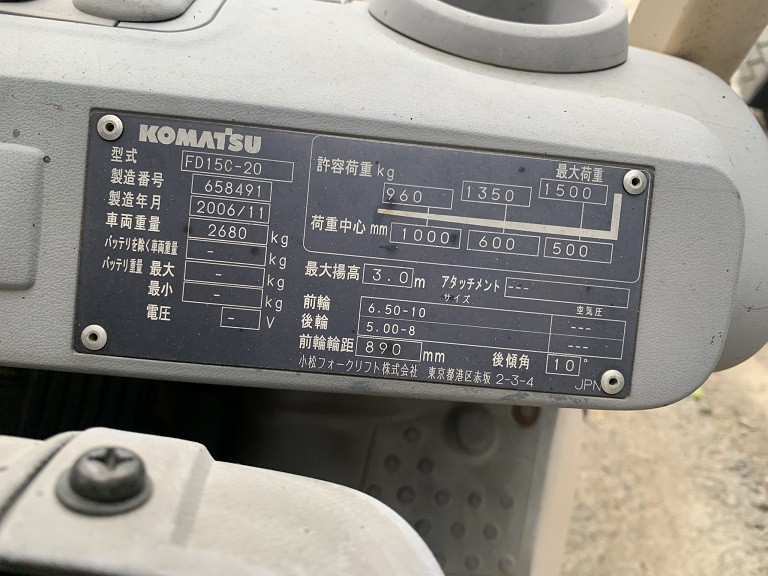 KOMATSU
型式 FD15C-20
製造番号 658491
製造年月 2006/11
車両重量 2680 kg
バッテリを除く車両重量 - kg
バッテリ重量 最大 - kg
最小 - kg
電圧 - V
許容荷重 kg 最大荷重
960 1350 1500
荷重中心 mm 1000 600 500
最大揚高 3.0 m アタッチメント ---
サイズ 空気圧
前輪 6.50-10 ---
後輪 5.00-8 ---
前輪輪距 890 mm 後傾角 10°
小松フォークリフト株式会社 東京都港区赤坂 2-3-4 JPN